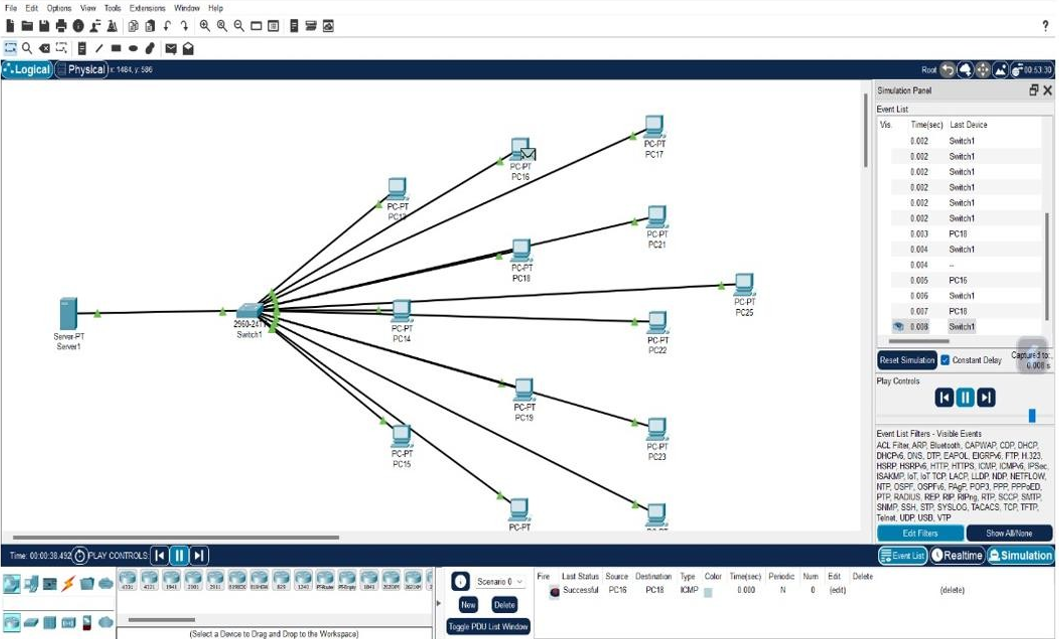 File Edit Options View Tools Extensions Window Help
?
Logical Physical x: 1484, y: 586 Root 00:53:30
Simulation Panel
Event List
Vis. Time(sec) Last Device
0.002 Switch1
0.002 Switch1
0.002 Switch1
0.002 Switch1
0.002 Switch1
0.002 Switch1
0.003 PC18
0.004 Switch1
0.004 --
0.005 PC16
0.006 Switch1
0.007 PC18
0.008 Switch1
Reset Simulation Constant Delay Captured to:
0.008 s
Play Controls
Event List Filters - Visible Events
ACL Filter, ARP, Bluetooth, CAPWAP, CDP, DHCP,
DHCPv6, DNS, DTP, EAPOL, EIGRPv6, FTP, H.323,
HSRP, HSRPv6, HTTP, HTTPS, ICMP, ICMPv6, IPSec,
ISAKMP, IoT, IoT TCP, LACP, LLDP, NDP, NETFLOW,
NTP, OSPF, OSPFv6, PAgP, POP3, PPP, PPPoED,
PTP, RADIUS, REP, RIP, RIPng, RTP, SCCP, SMTP,
SNMP, SSH, STP, SYSLOG, TACACS, TCP, TFTP,
Telnet, UDP, USB, VTP
Edit Filters Show All/None
Event List Realtime Simulation
PC-PT
PC17
PC-PT
PC16
PC-PT
PC-PT
PC21
PC-PT
PC18
PC-PT
PC25
Server-PT
Server1
Switch1
PC-PT
PC14
PC-PT
PC22
PC-PT
PC19
PC-PT
PC23
PC-PT
PC15
PC-PT
Time: 00:00:38.492 PLAY CONTROLS:
4331 4321 1941 2901 2911 819IOX 819HGW 829 1240 PT-Router PT-Empty 1841 2620XM 2621XM
(Select a Device to Drag and Drop to the Workspace)
Scenario 0
New Delete
Toggle PDU List Window
Fire Last Status Source Destination Type Color Time(sec) Periodic Num Edit Delete
Successful PC16 PC18 ICMP 0.000 N 0 (edit) (delete)